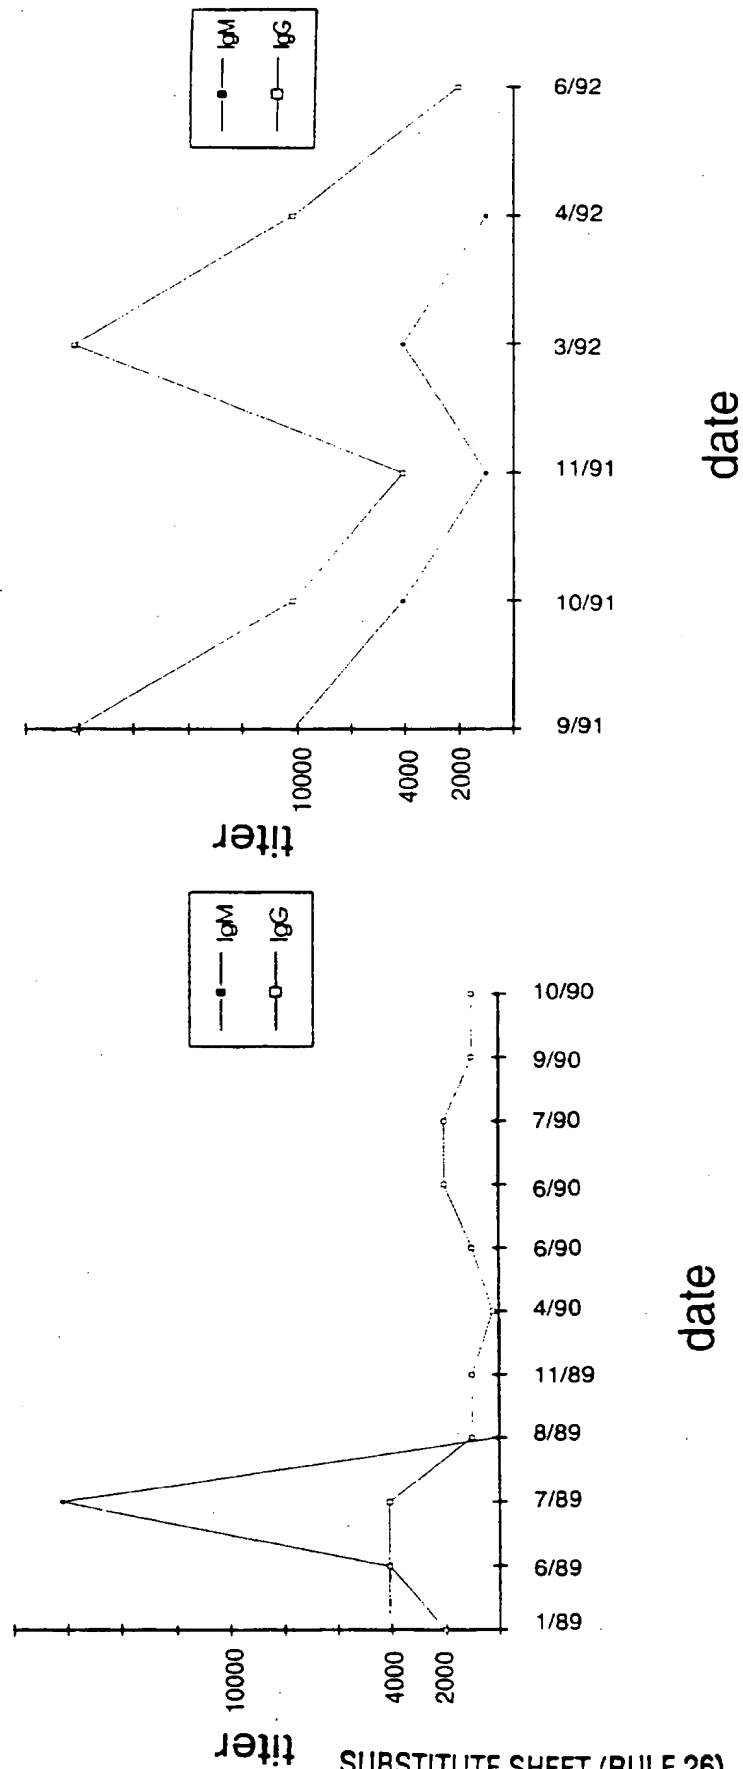 titer
10000
4000
2000
IgM
IgG
1/89
6/89
7/89
8/89
11/89
4/90
6/90
6/90
7/90
9/90
10/90
date
titer
10000
4000
2000
IgM
IgG
9/91
10/91
11/91
3/92
4/92
6/92
date
SUBSTITUTE SHEET (RULE 26)